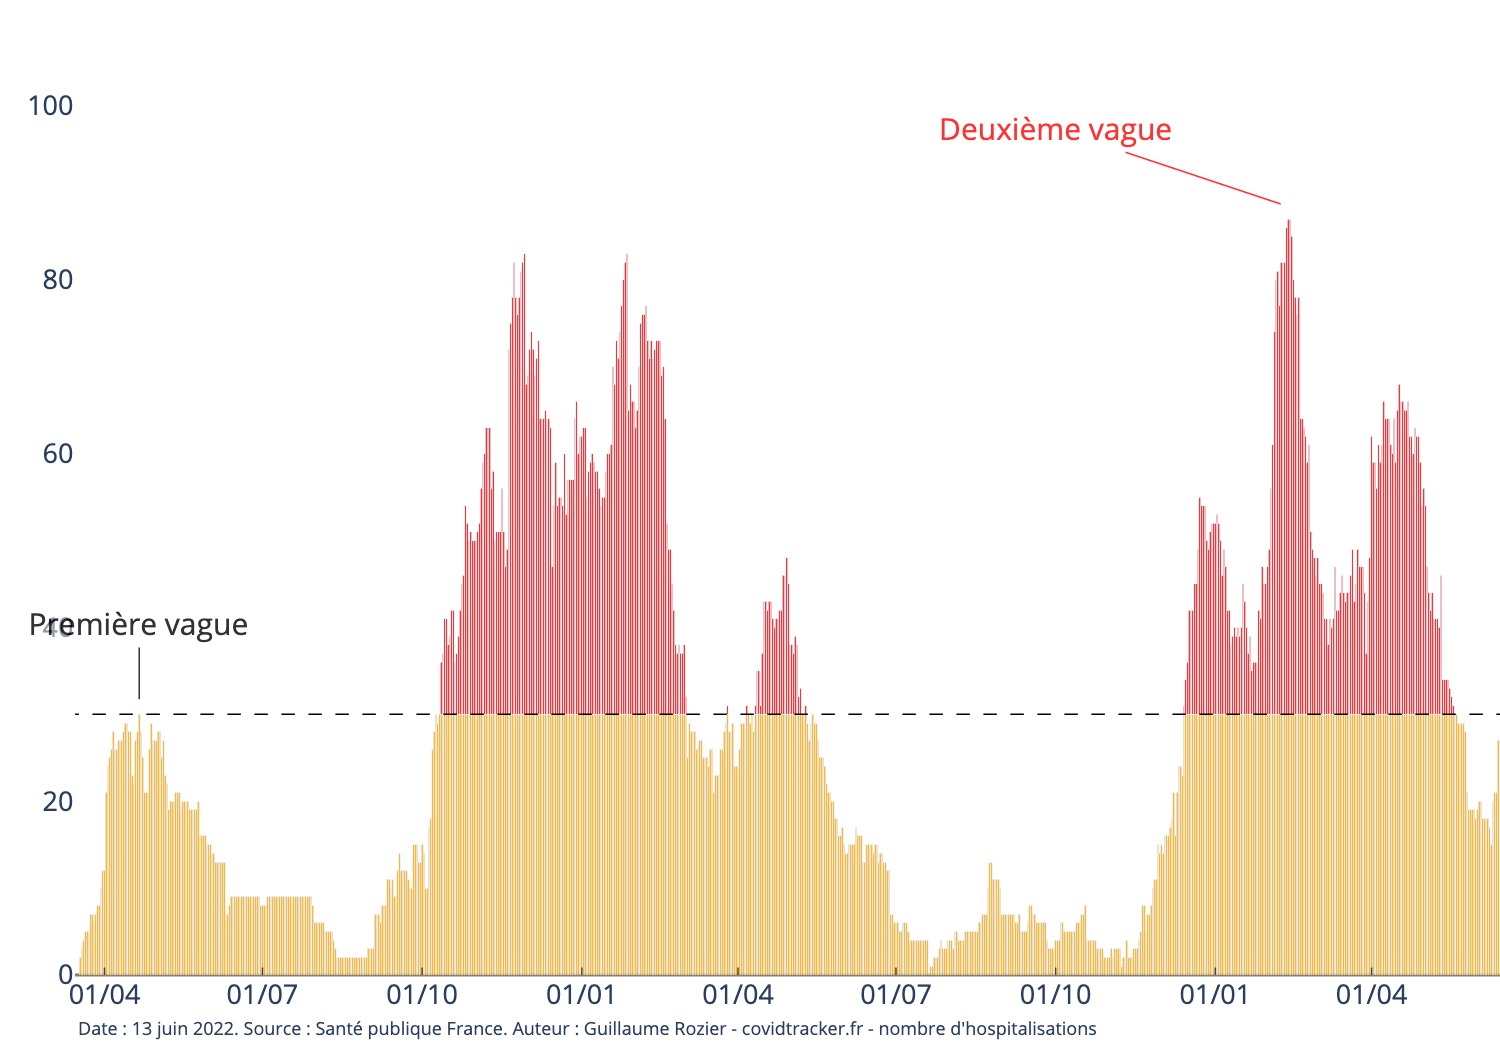 100
Deuxième vague
80
60
40
Première vague
20
0
01/04 01/07 01/10 01/01 01/04 01/07 01/10 01/01 01/04
Date : 13 juin 2022. Source : Santé publique France. Auteur : Guillaume Rozier - covidtracker.fr - nombre d'hospitalisations